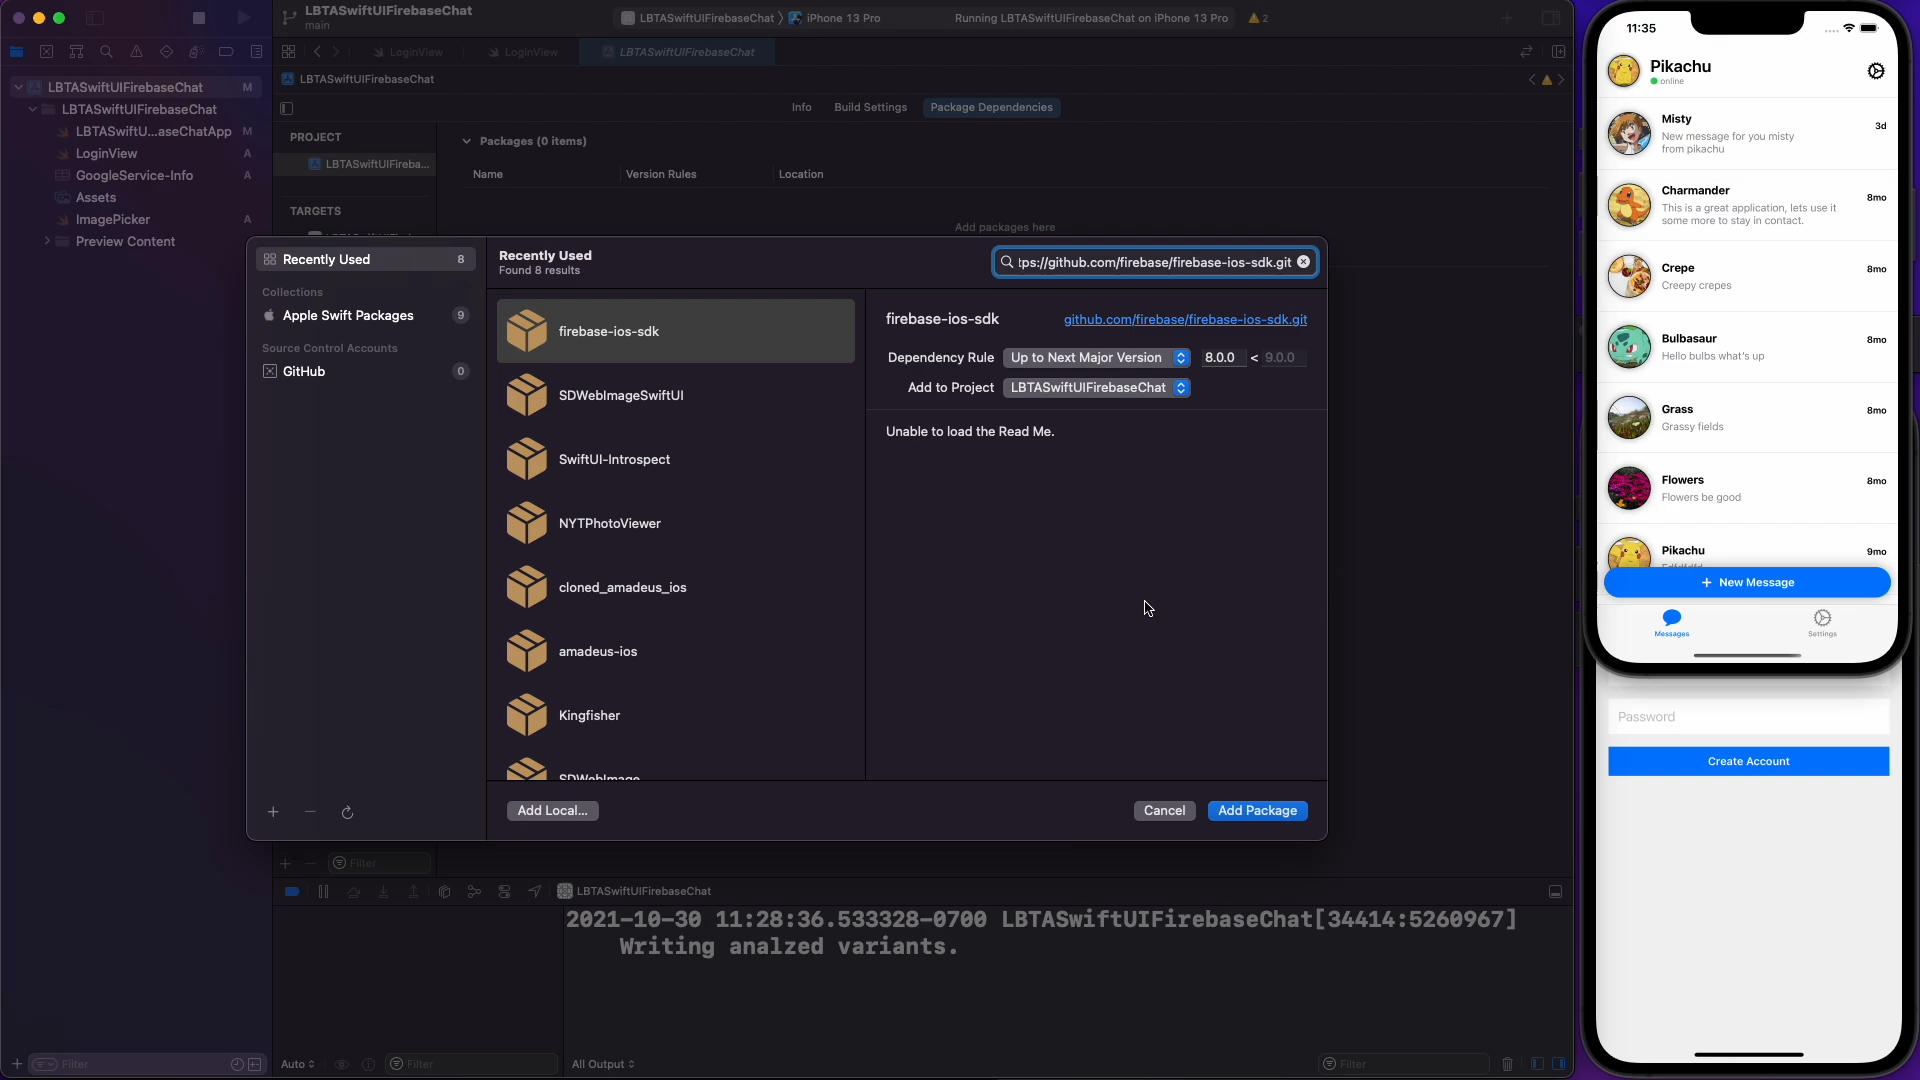 LBTASwiftUIFirebaseChat
main
LBTASwiftUIFirebaseChat
iPhone 13 Pro
Running LBTASwiftUIFirebaseChat on iPhone 13 Pro
2
LoginView
LoginView
LBTASwiftUIFirebaseChat
LBTASwiftUIFirebaseChat
LBTASwiftUIFirebaseChat M
LBTASwiftUIFirebaseChat
LBTASwiftU...aseChatApp M
LoginView A
GoogleService-Info A
Assets
ImagePicker A
Preview Content
Info
Build Settings
Package Dependencies
PROJECT
LBTASwiftUIFireba...
TARGETS
Packages (0 items)
Name
Version Rules
Location
Add packages here
Recently Used 8
Collections
Apple Swift Packages 9
Source Control Accounts
GitHub 0
Recently Used
Found 8 results
tps://github.com/firebase/firebase-ios-sdk.git
firebase-ios-sdk
SDWebImageSwiftUI
SwiftUI-Introspect
NYTPhotoViewer
cloned_amadeus_ios
amadeus-ios
Kingfisher
SDWebImage
firebase-ios-sdk
github.com/firebase/firebase-ios-sdk.git
Dependency Rule Up to Next Major Version 8.0.0 < 9.0.0
Add to Project LBTASwiftUIFirebaseChat
Unable to load the Read Me.
Add Local...
Cancel
Add Package
Filter
LBTASwiftUIFirebaseChat
2021-10-30 11:28:36.533328-0700 LBTASwiftUIFirebaseChat[34414:5260967]
Writing analzed variants.
Filter
Auto
Filter
All Output
Filter
11:35
Pikachu
online
Misty
New message for you misty
from pikachu
3d
Charmander
This is a great application, lets use it
some more to stay in contact.
8mo
Crepe
Creepy crepes
8mo
Bulbasaur
Hello bulbs what's up
8mo
Grass
Grassy fields
8mo
Flowers
Flowers be good
8mo
Pikachu
9mo
+ New Message
Messages
Settings
Password
Create Account